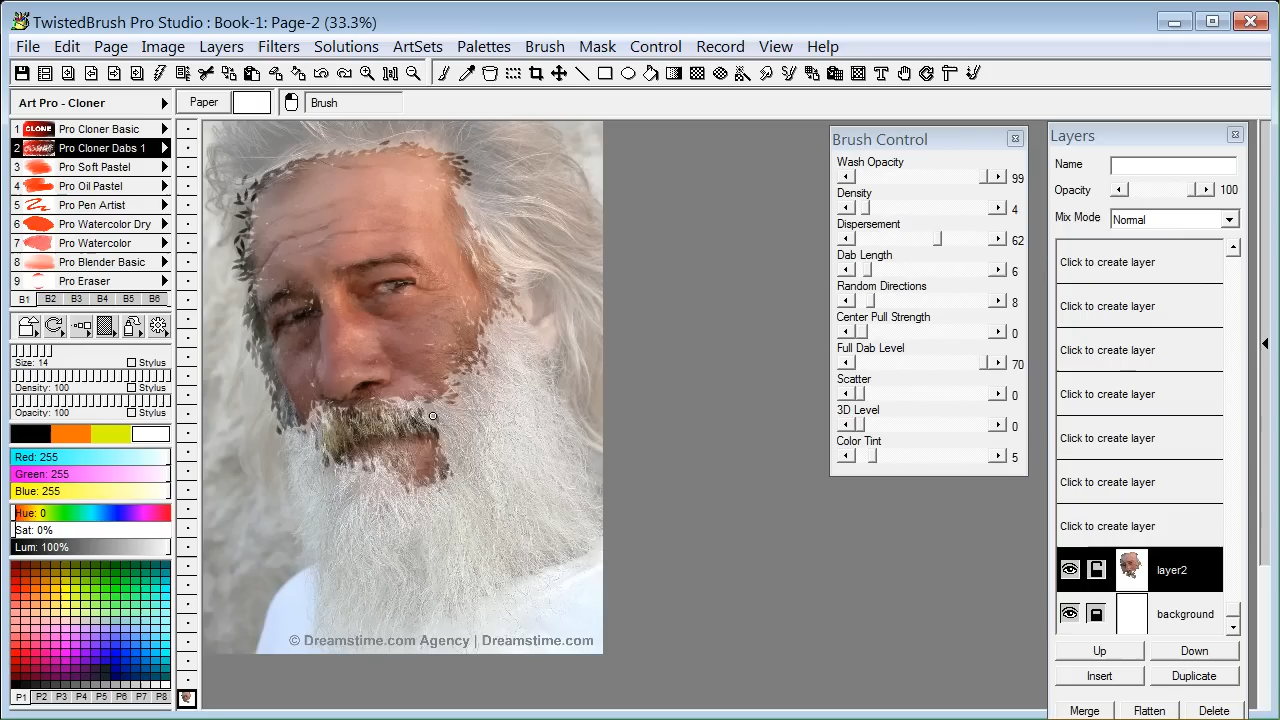 TwistedBrush Pro Studio : Book-1: Page-2 (33.3%)
File Edit Page Image Layers Filters Solutions ArtSets Palettes Brush Mask Control Record View Help
Art Pro - Cloner
Paper
Brush
1 CLONE Pro Cloner Basic
2 Pro Cloner Dabs 1
3 Pro Soft Pastel
4 Pro Oil Pastel
5 Pro Pen Artist
6 Pro Watercolor Dry
7 Pro Watercolor
8 Pro Blender Basic
9 Pro Eraser
B1 B2 B3 B4 B5 B6
Size: 14 Stylus
Density: 100 Stylus
Opacity: 100 Stylus
Red: 255
Green: 255
Blue: 255
Hue: 0
Sat: 0%
Lum: 100%
P1 P2 P3 P4 P5 P6 P7 P8
© Dreamstime.com Agency | Dreamstime.com
Brush Control
Wash Opacity
99
Density
4
Dispersement
62
Dab Length
6
Random Directions
8
Center Pull Strength
0
Full Dab Level
70
Scatter
0
3D Level
0
Color Tint
5
Layers
Name
Opacity 100
Mix Mode Normal
Click to create layer
Click to create layer
Click to create layer
Click to create layer
Click to create layer
Click to create layer
Click to create layer
layer2
background
Up Down
Insert Duplicate
Merge Flatten Delete